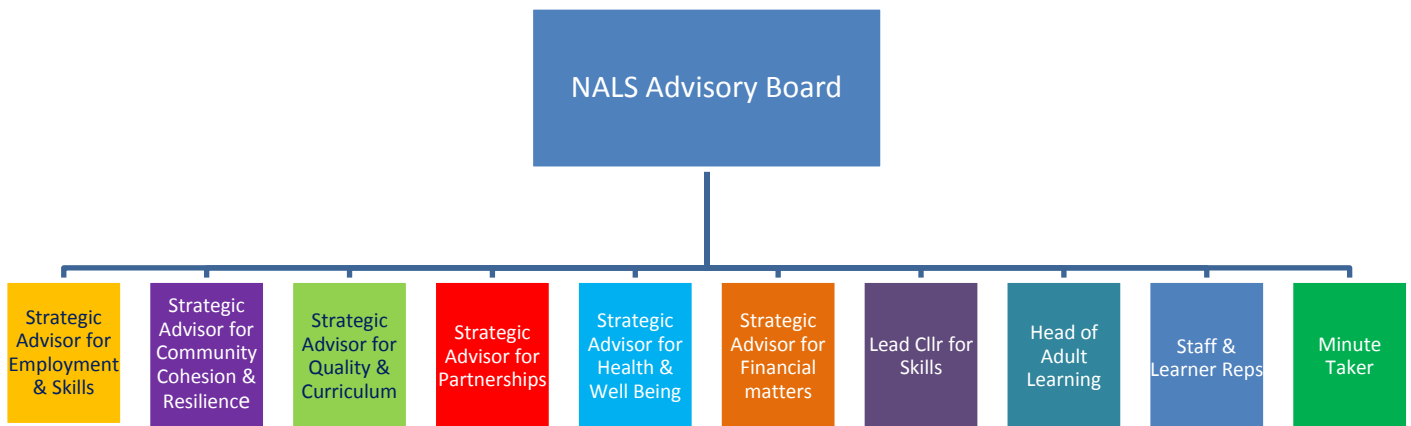 NALS Advisory Board
Strategic
Advisor for
Employment
& Skills
Strategic
Advisor for
Community
Cohesion &
Resilience
Strategic
Advisor for
Quality &
Curriculum
Strategic
Advisor for
Partnerships
Strategic
Advisor for
Health &
Well Being
Strategic
Advisor for
Financial
matters
Lead Cllr for
Skills
Head of
Adult
Learning
Staff &
Learner Reps
Minute
Taker